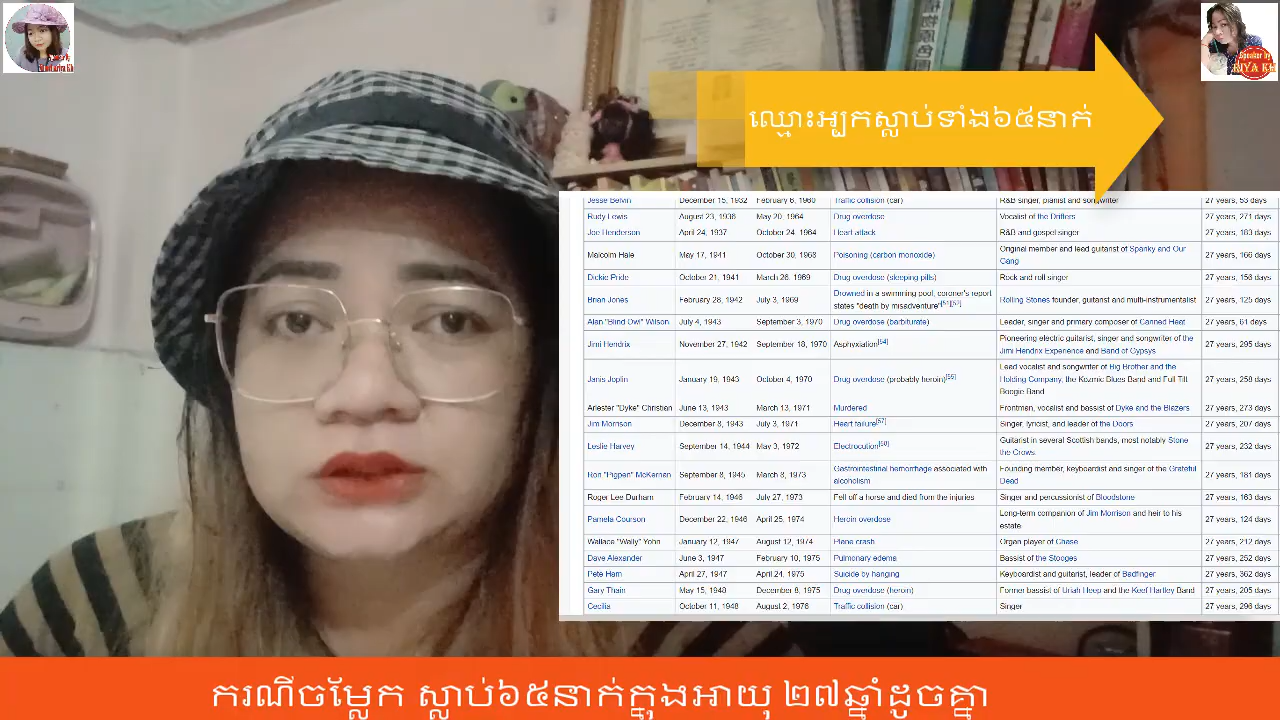 Speaker by
RIYA KH
ឈ្មោះអ្នកស្លាប់ទាំង៦៥នាក់
Jesse Belvin December 15, 1932 February 6, 1960 Traffic collision (car) R&B singer, pianist and songwriter 27 years, 53 days
Rudy Lewis August 23, 1936 May 20, 1964 Drug overdose Vocalist of the Drifters 27 years, 271 days
Joe Henderson April 24, 1937 October 24, 1964 Heart attack R&B and gospel singer 27 years, 183 days
Malcolm Hale May 17, 1941 October 30, 1968 Poisoning (carbon monoxide) Original member and lead guitarist of Spanky and Our
Gang 27 years, 166 days
Dickie Pride October 21, 1941 March 26, 1969 Drug overdose (sleeping pills) Rock and roll singer 27 years, 156 days
Brian Jones February 28, 1942 July 3, 1969 Drowned in a swimming pool, coroner's report
states "death by misadventure" Rolling Stones founder, guitarist and multi-instrumentalist 27 years, 125 days
Alan "Blind Owl" Wilson July 4, 1943 September 3, 1970 Drug overdose (barbiturate) Leader, singer and primary composer of Canned Heat 27 years, 61 days
Jimi Hendrix November 27, 1942 September 18, 1970 Asphyxiation[54] Pioneering electric guitarist, singer and songwriter of the
Jimi Hendrix Experience and Band of Gypsys 27 years, 295 days
Janis Joplin January 19, 1943 October 4, 1970 Drug overdose (probably heroin)[55] Lead vocalist and songwriter of Big Brother and the
Holding Company, the Kozmic Blues Band and Full Tilt
Boogie Band 27 years, 258 days
Arlester "Dyke" Christian June 13, 1943 March 13, 1971 Murdered Frontman, vocalist and bassist of Dyke and the Blazers 27 years, 273 days
Jim Morrison December 8, 1943 July 3, 1971 Heart failure[57] Singer, lyricist, and leader of the Doors 27 years, 207 days
Leslie Harvey September 14, 1944 May 3, 1972 Electrocution[58] Guitarist in several Scottish bands, most notably Stone
the Crows. 27 years, 232 days
Ron "Pigpen" McKernan September 8, 1945 March 8, 1973 Gastrointestinal hemorrhage associated with
alcoholism Founding member, keyboardist and singer of the Grateful
Dead 27 years, 181 days
Roger Lee Durham February 14, 1946 July 27, 1973 Fell off a horse and died from the injuries Singer and percussionist of Bloodstone 27 years, 163 days
Pamela Courson December 22, 1946 April 25, 1974 Heroin overdose Long-term companion of Jim Morrison and heir to his
estate 27 years, 124 days
Wallace "Wally" Yohn January 12, 1947 August 12, 1974 Plane crash Organ player of Chase 27 years, 212 days
Dave Alexander June 3, 1947 February 10, 1975 Pulmonary edema Bassist of the Stooges 27 years, 252 days
Pete Ham April 27, 1947 April 24, 1975 Suicide by hanging Keyboardist and guitarist, leader of Badfinger 27 years, 362 days
Gary Thain May 15, 1948 December 8, 1975 Drug overdose (heroin) Former bassist of Uriah Heep and the Keef Hartley Band 27 years, 205 days
Cecilia October 11, 1948 August 2, 1976 Traffic collision (car) Singer 27 years, 296 days
ករណីចម្លែក ស្លាប់៦៥នាក់ក្នុងអាយុ ២៧ឆ្នាំដូចគ្នា